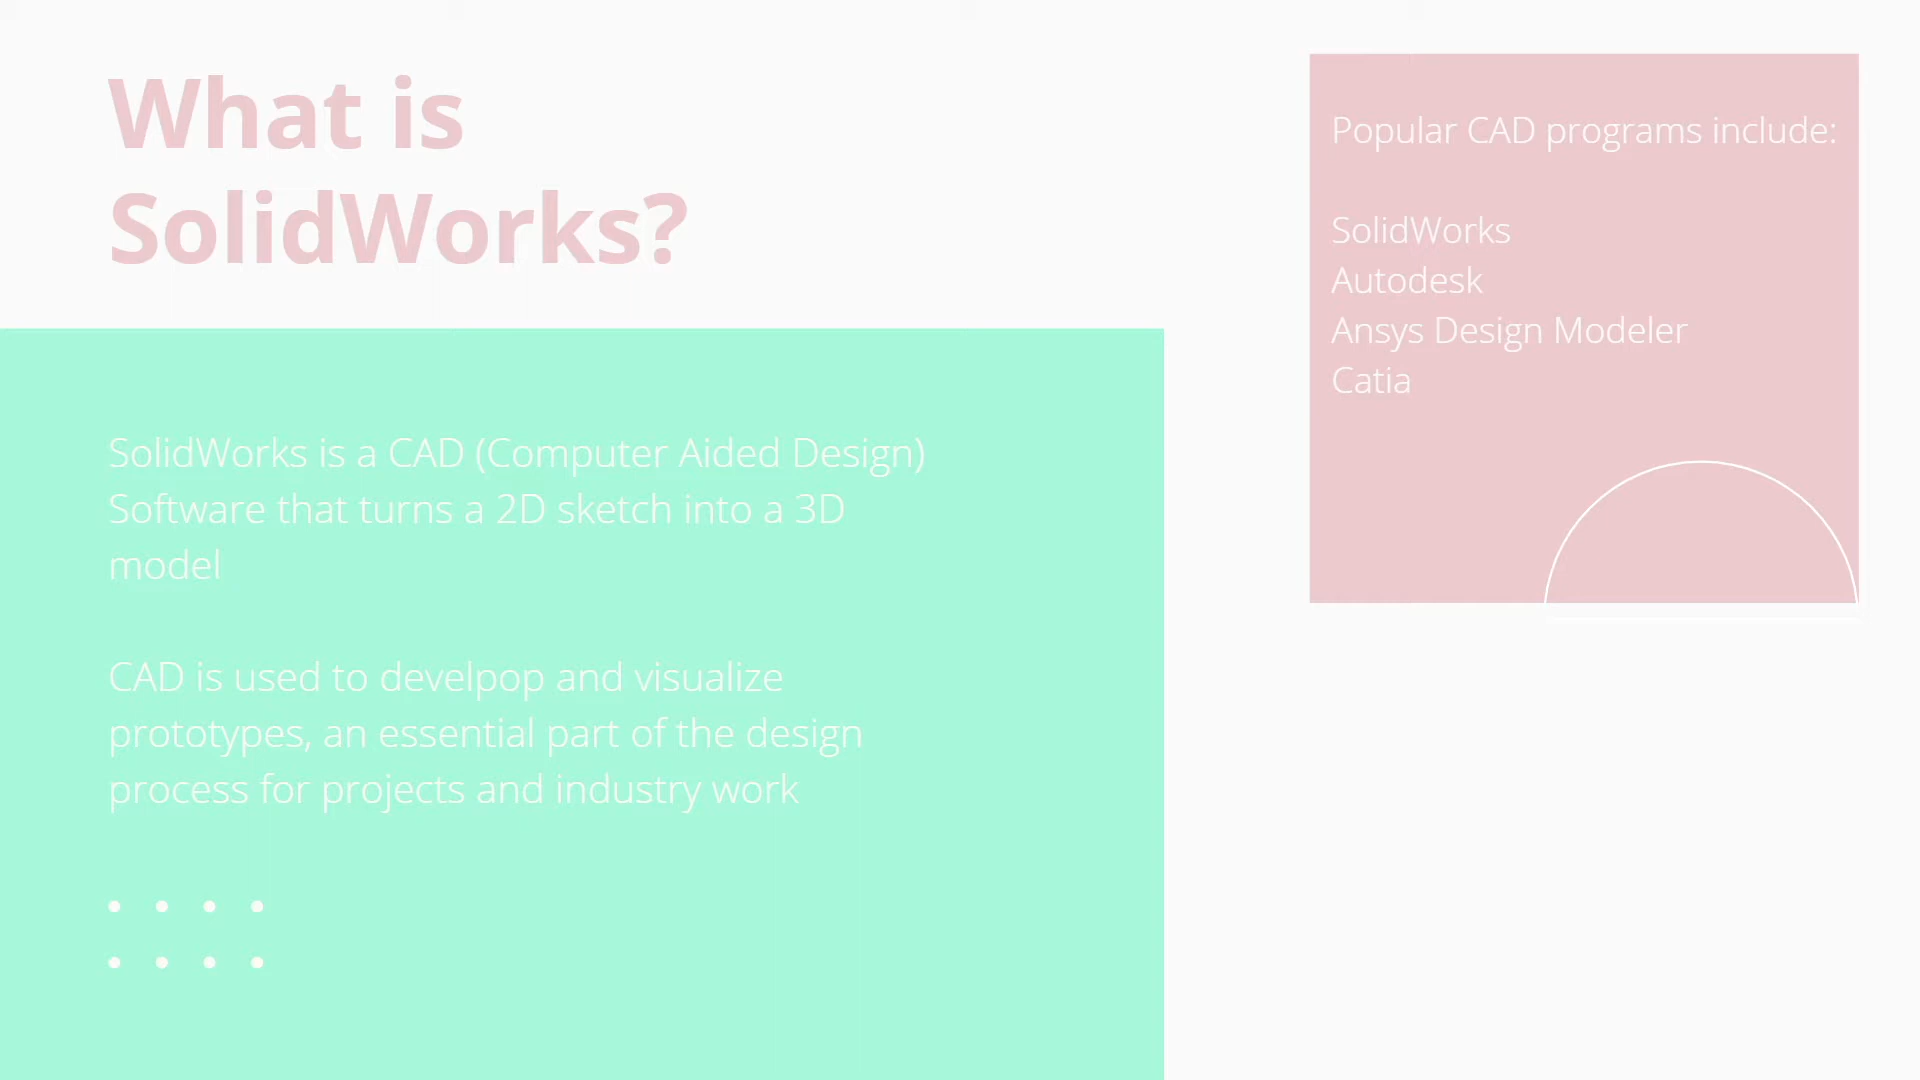 What is
SolidWorks?
SolidWorks is a CAD (Computer Aided Design)
Software that turns a 2D sketch into a 3D
model
CAD is used to develpop and visualize
prototypes, an essential part of the design
process for projects and industry work
Popular CAD programs include:
SolidWorks
Autodesk
Ansys Design Modeler
Catia